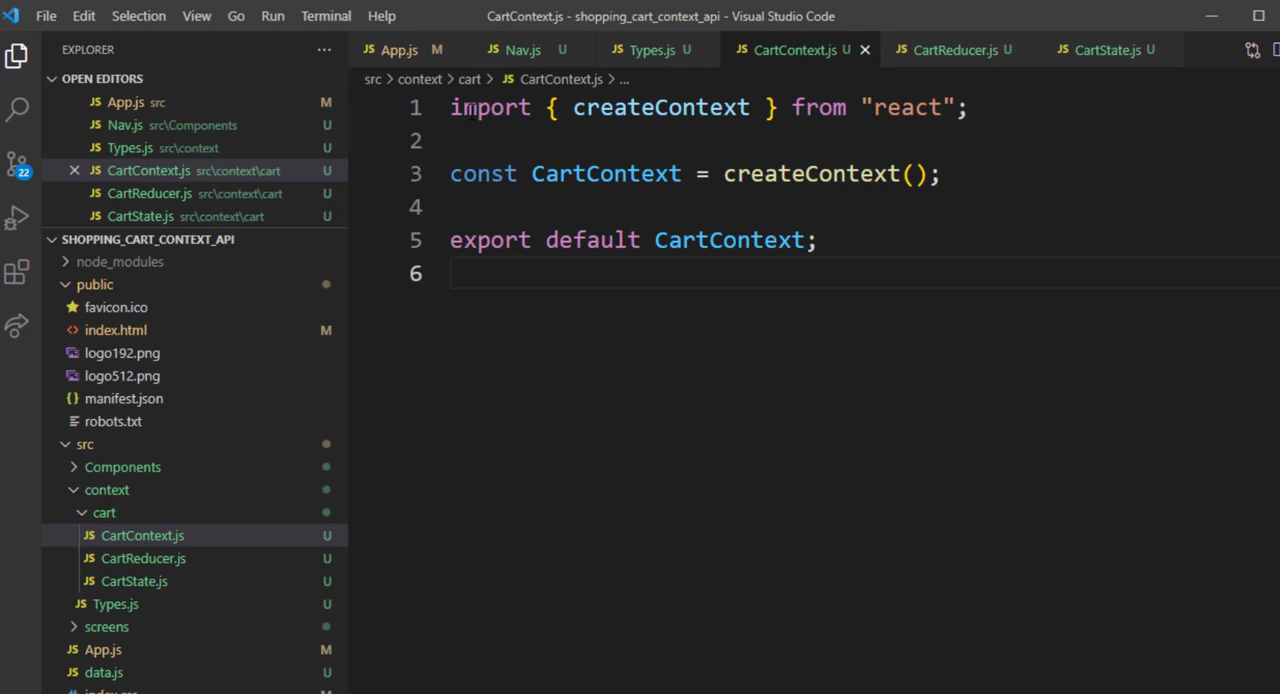 File Edit Selection View Go Run Terminal Help CartContext.js - shopping_cart_context_api - Visual Studio Code
EXPLORER ···
OPEN EDITORS
JS App.js src M
JS Nav.js src\Components U
JS Types.js src\context U
JS CartContext.js src\context\cart U
JS CartReducer.js src\context\cart U
JS CartState.js src\context\cart U
SHOPPING_CART_CONTEXT_API
node_modules
public
favicon.ico
<> index.html M
logo192.png
logo512.png
{} manifest.json
robots.txt
src
Components
context
cart
JS CartContext.js U
JS CartReducer.js U
JS CartState.js U
JS Types.js U
screens
JS App.js M
JS data.js U
22
JS App.js M JS Nav.js U JS Types.js U JS CartContext.js U JS CartReducer.js U JS CartState.js U
src > context > cart > JS CartContext.js > ...
1 import { createContext } from "react";
2
3 const CartContext = createContext();
4
5 export default CartContext;
6